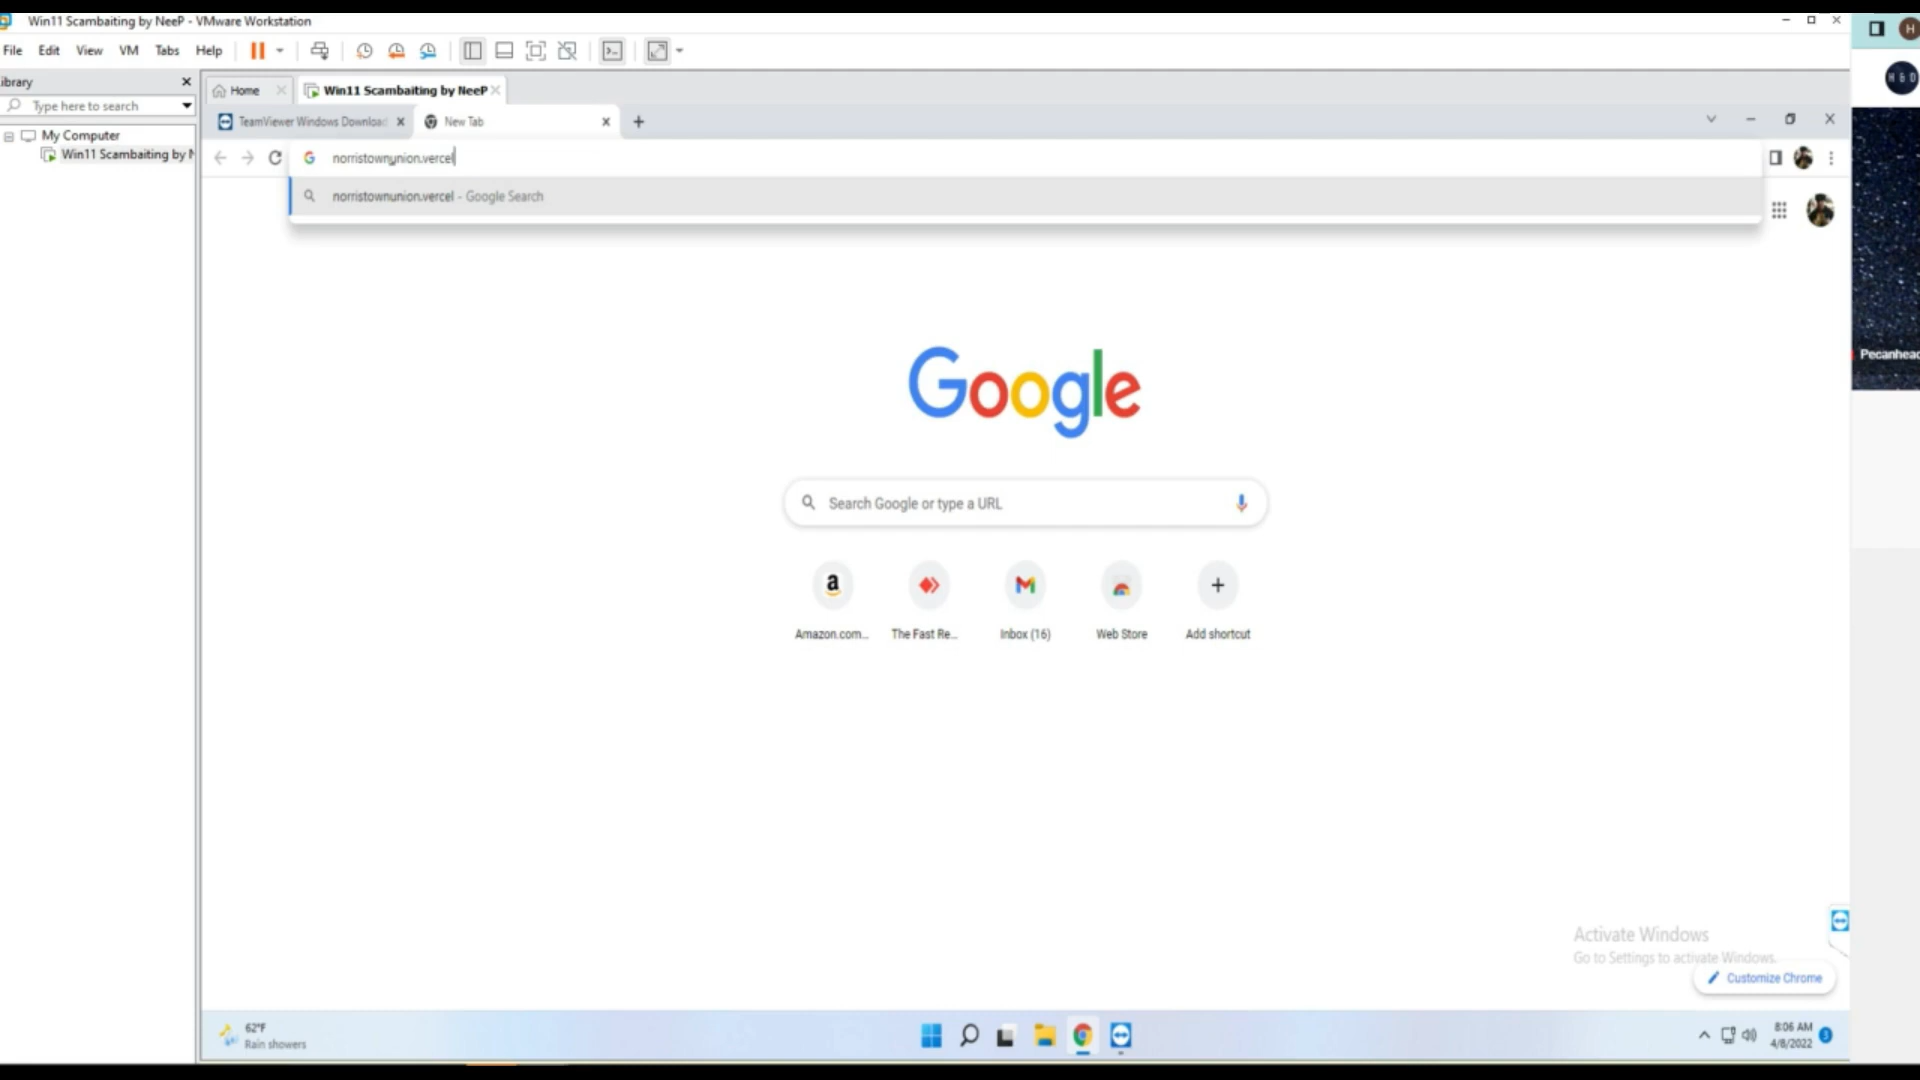 Win11 Scambaiting by NeeP - VMware Workstation
File Edit View VM Tabs Help
ibrary
Type here to search
My Computer
Win11 Scambaiting by N
Home
Win11 Scambaiting by NeeP
TeamViewer Windows Download
New Tab
norristownunion.vercel
norristownunion.vercel - Google Search
Google
Search Google or type a URL
a
Amazon.com...
The Fast Re...
Inbox (16)
Web Store
Add shortcut
H
H & D
Pecanhead
Activate Windows
Go to Settings to activate Windows.
Customize Chrome
62°F
Rain showers
8:06 AM
4/8/2022